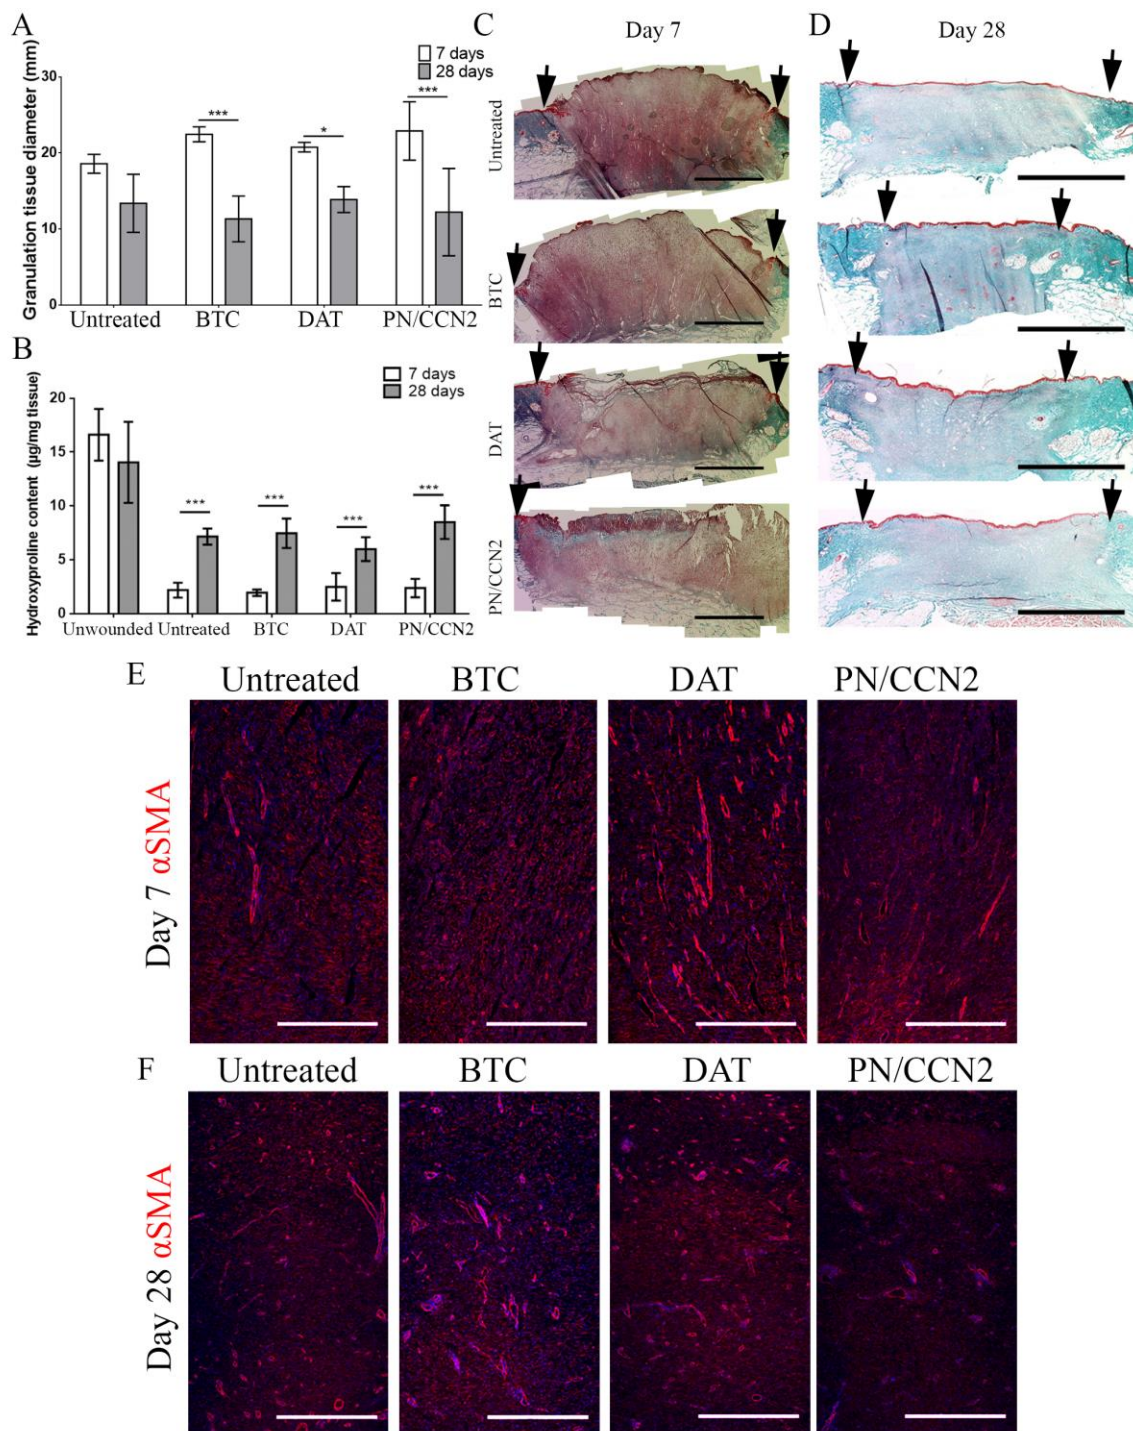 A
Granulation tissue diameter (mm)
30
20
10
0
7 days
28 days
***
*
***
Untreated
BTC
DAT
PN/CCN2
B
Hydroxyproline content (µg/mg tissue)
20
15
10
5
0
7 days
28 days
***
***
***
***
Unwounded
Untreated
BTC
DAT
PN/CCN2
C
Day 7
Untreated
BTC
DAT
PN/CCN2
D
Day 28
E
Untreated
BTC
DAT
PN/CCN2
Day 7 αSMA
F
Untreated
BTC
DAT
PN/CCN2
Day 28 αSMA